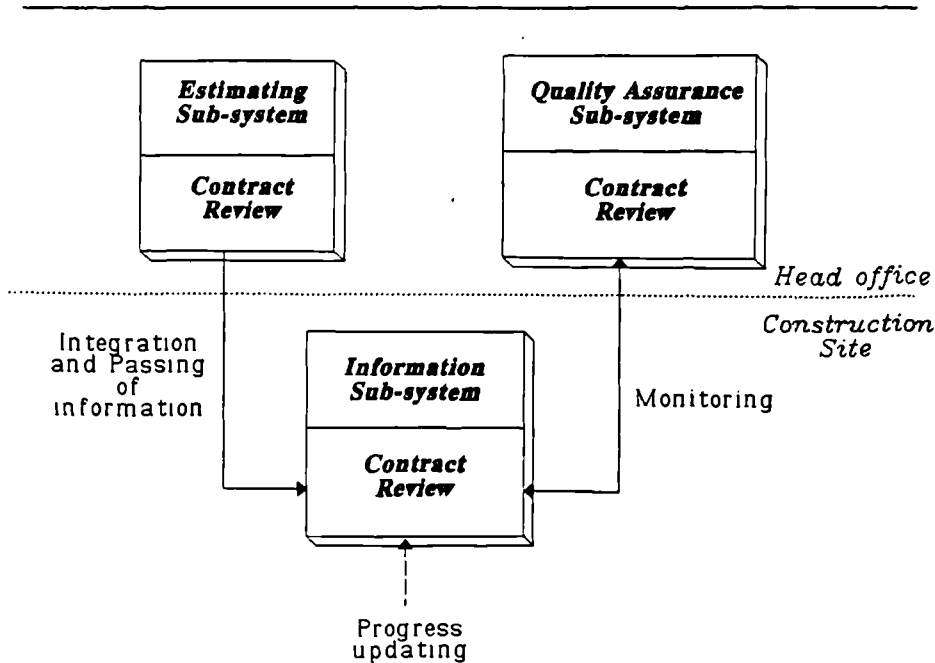 Estimating
Sub-system
Contract
Review
Quality Assurance
Sub-system
Contract
Review
Head office
Construction
Site
Integration
and Passing
of
information
Information
Sub-system
Contract
Review
Monitoring
Progress
updating